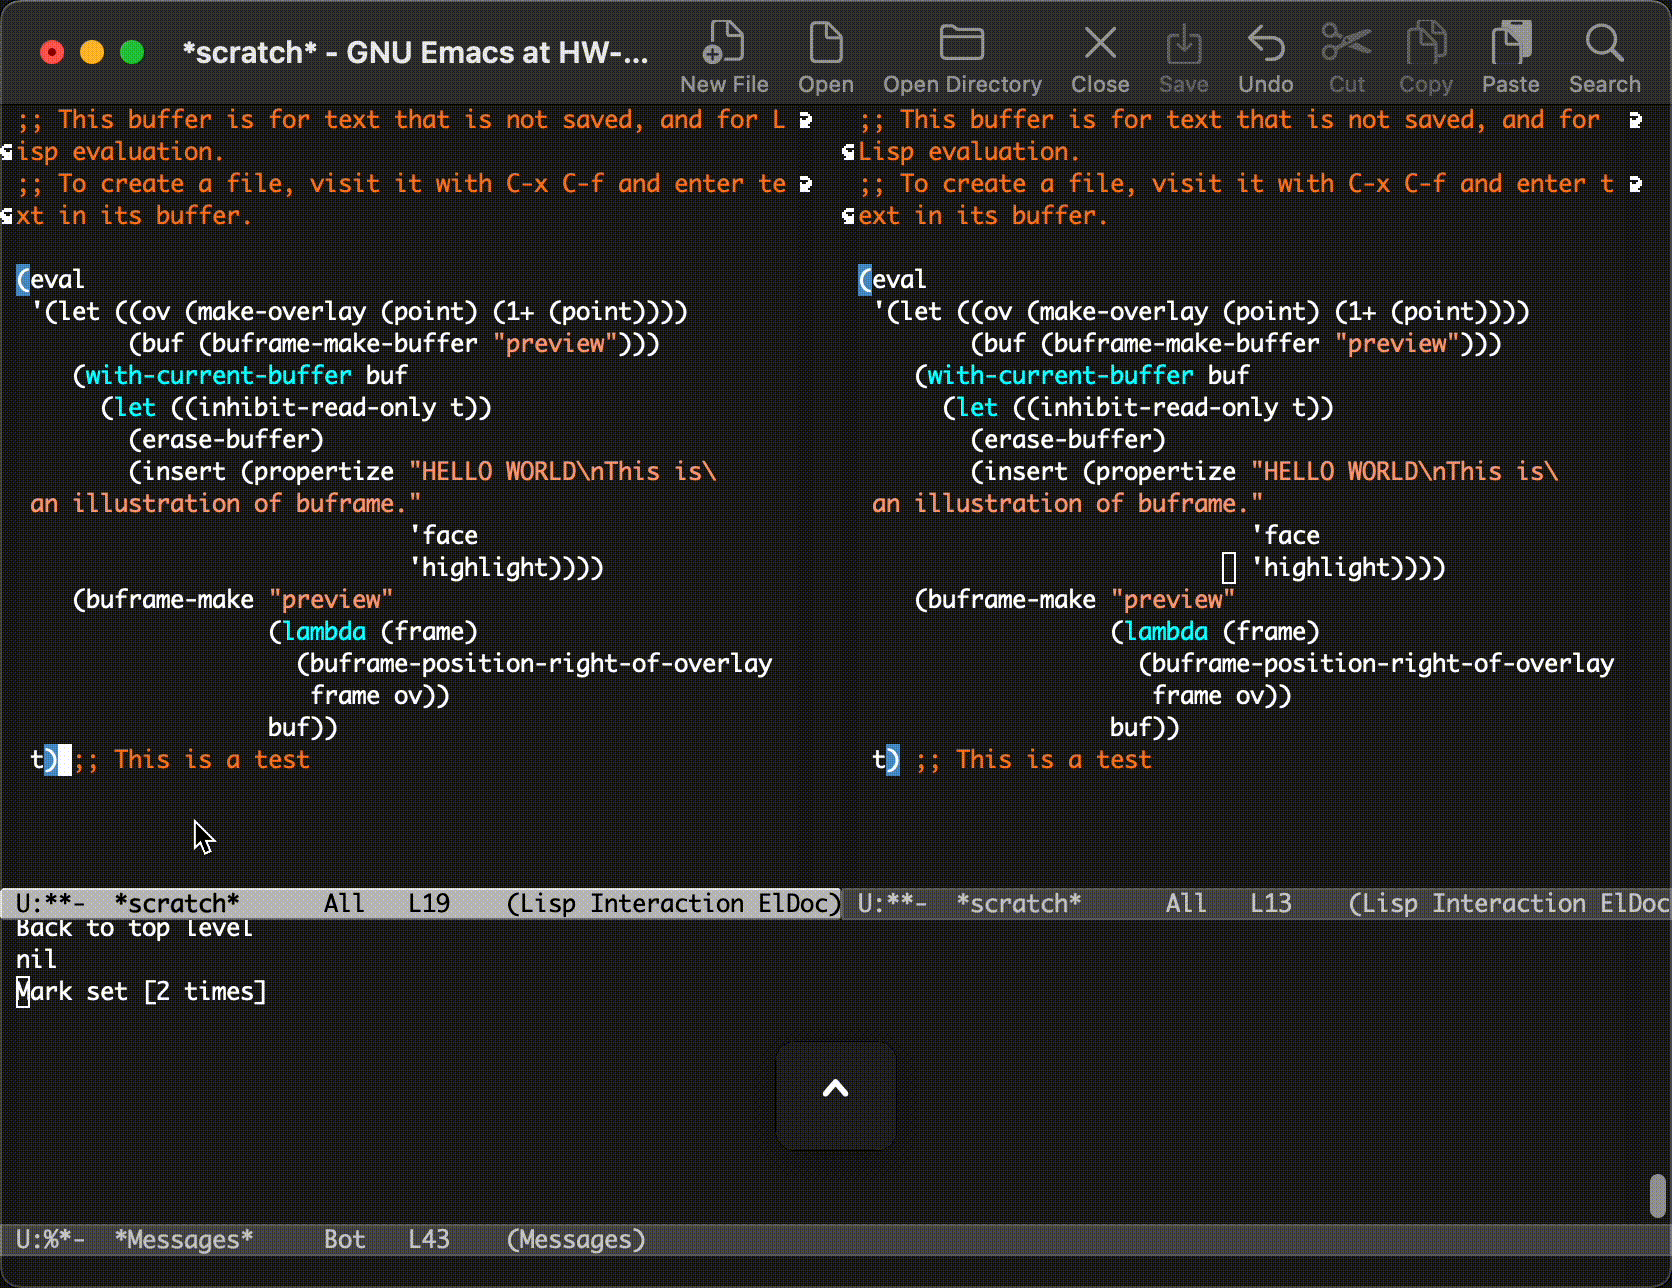 *scratch* - GNU Emacs at HW-...
New File Open Open Directory Close Save Undo Cut Copy Paste Search
;; This buffer is for text that is not saved, and for L
isp evaluation.
;; To create a file, visit it with C-x C-f and enter te
xt in its buffer.
(eval
'(let ((ov (make-overlay (point) (1+ (point))))
(buf (buframe-make-buffer "preview")))
(with-current-buffer buf
(let ((inhibit-read-only t))
(erase-buffer)
(insert (propertize "HELLO WORLD\nThis is\
an illustration of buframe."
'face
'highlight))))
(buframe-make "preview"
(lambda (frame)
(buframe-position-right-of-overlay
frame ov))
buf))
t) ;; This is a test
U:**- *scratch* All L19 (Lisp Interaction ElDoc)
;; This buffer is for text that is not saved, and for
Lisp evaluation.
;; To create a file, visit it with C-x C-f and enter t
ext in its buffer.
(eval
'(let ((ov (make-overlay (point) (1+ (point))))
(buf (buframe-make-buffer "preview")))
(with-current-buffer buf
(let ((inhibit-read-only t))
(erase-buffer)
(insert (propertize "HELLO WORLD\nThis is\
an illustration of buframe."
'face
'highlight))))
(buframe-make "preview"
(lambda (frame)
(buframe-position-right-of-overlay
frame ov))
buf))
t) ;; This is a test
U:**- *scratch* All L13 (Lisp Interaction ElDoc
Back to top level
nil
Mark set [2 times]
^
U:%*- *Messages* Bot L43 (Messages)